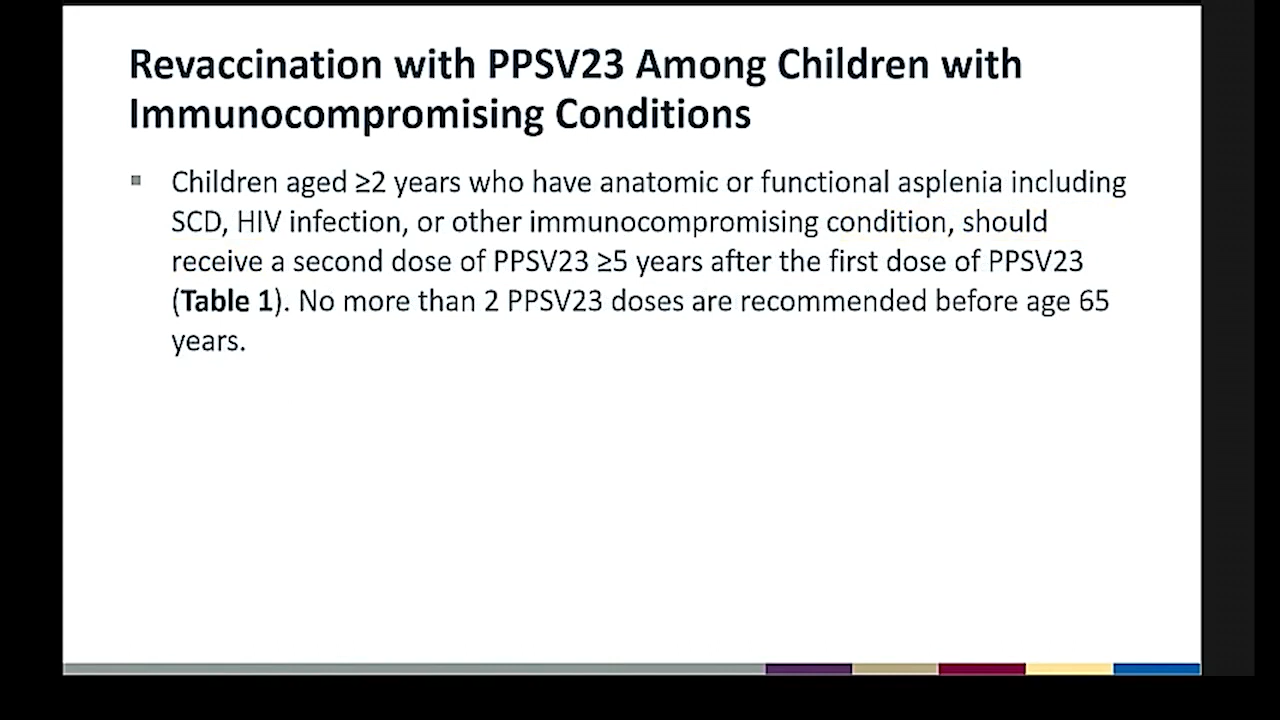 Revaccination with PPSV23 Among Children with
Immunocompromising Conditions
Children aged ≥2 years who have anatomic or functional asplenia including
SCD, HIV infection, or other immunocompromising condition, should
receive a second dose of PPSV23 ≥5 years after the first dose of PPSV23
(Table 1). No more than 2 PPSV23 doses are recommended before age 65
years.